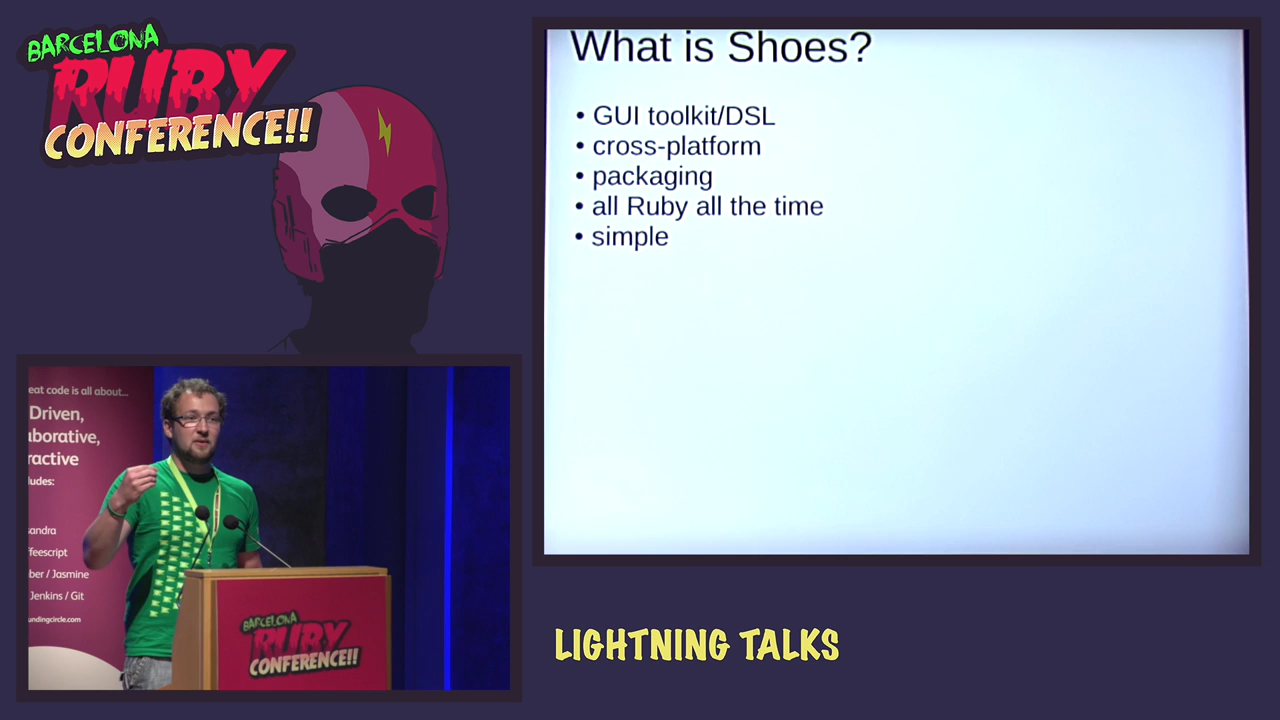 BARCELONA
RUBY
CONFERENCE!!
What is Shoes?
• GUI toolkit/DSL
• cross-platform
• packaging
• all Ruby all the time
• simple
eat code is all about...
Driven,
aborative,
ractive
ludes:
sandra
ffeescript
ber / Jasmine
Jenkins / Git
undingcircle.com
BARCELONA
RUBY
CONFERENCE!!
LIGHTNING TALKS